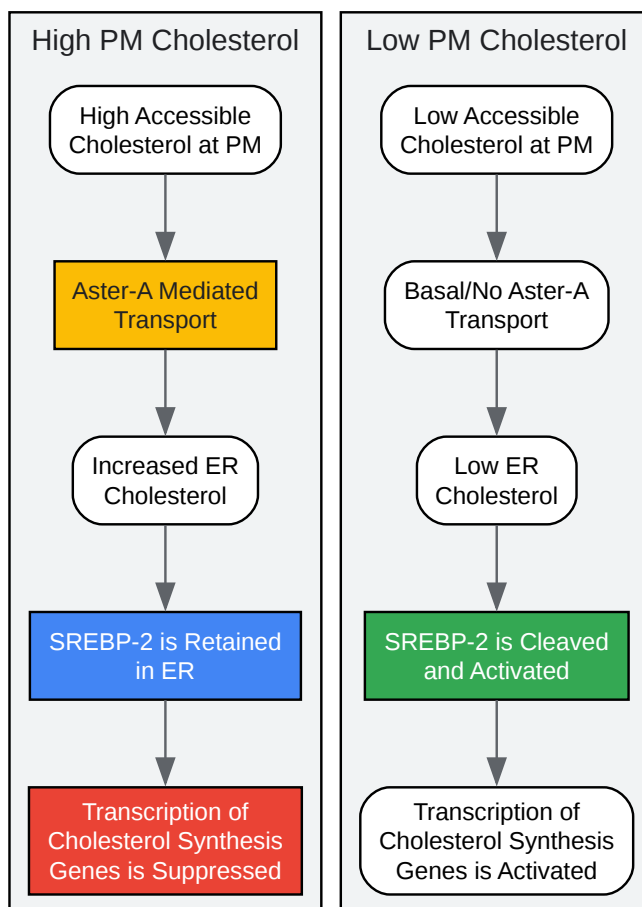 High PM Cholesterol
High Accessible
Cholesterol at PM
Aster-A Mediated
Transport
Increased ER
Cholesterol
SREBP-2 is Retained
in ER
Transcription of
Cholesterol Synthesis
Genes is Suppressed
Low PM Cholesterol
Low Accessible
Cholesterol at PM
Basal/No Aster-A
Transport
Low ER
Cholesterol
SREBP-2 is Cleaved
and Activated
Transcription of
Cholesterol Synthesis
Genes is Activated